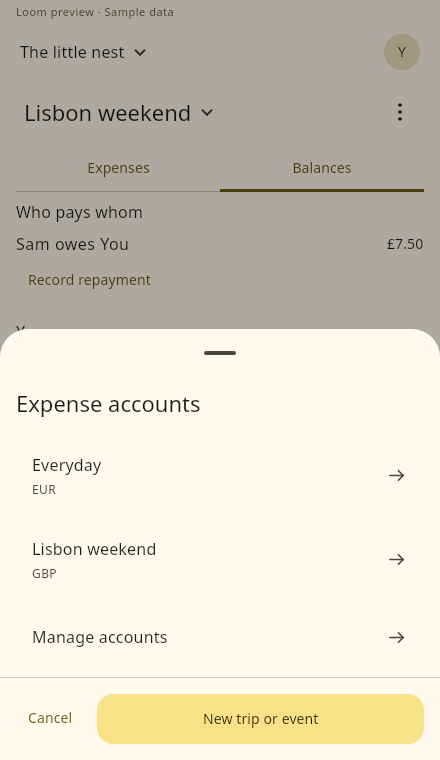 Loom preview · Sample data
The little nest
Y
Lisbon weekend
Expenses
Balances
Who pays whom
Sam owes You
£7.50
Record repayment
Expense accounts
Everyday
EUR
Lisbon weekend
GBP
Manage accounts
Cancel
New trip or event